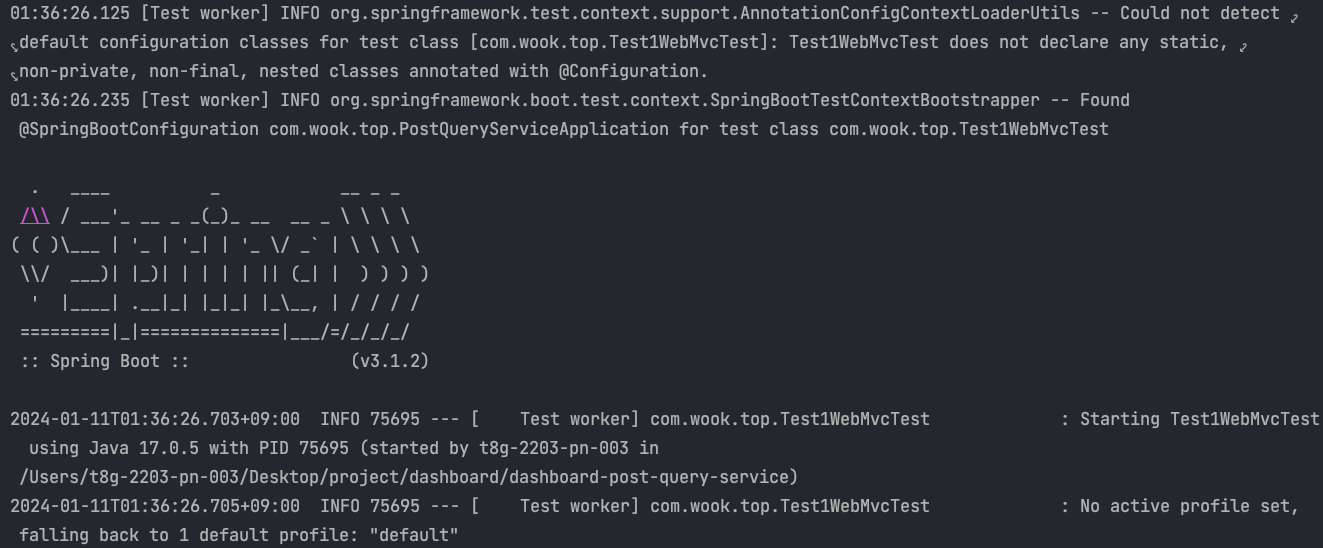 01:36:26.125 [Test worker] INFO org.springframework.test.context.support.AnnotationConfigContextLoaderUtils -- Could not detect
default configuration classes for test class [com.wook.top.Test1WebMvcTest]: Test1WebMvcTest does not declare any static,
non-private, non-final, nested classes annotated with @Configuration.
01:36:26.235 [Test worker] INFO org.springframework.boot.test.context.SpringBootTestContextBootstrapper -- Found
 @SpringBootConfiguration com.wook.top.PostQueryServiceApplication for test class com.wook.top.Test1WebMvcTest

  .   ____          _            __ _ _
 /\\ / ___'_ __ _ _(_)_ __  __ _ \ \ \ \
( ( )\___ | '_ | '_| | '_ \/ _` | \ \ \ \
 \\/  ___)| |_)| | | | | || (_| |  ) ) ) )
  '  |____| .__|_| |_|_| |_\__, | / / / /
 =========|_|==============|___/=/_/_/_/
 :: Spring Boot ::                (v3.1.2)

2024-01-11T01:36:26.703+09:00  INFO 75695 --- [    Test worker] com.wook.top.Test1WebMvcTest             : Starting Test1WebMvcTest
  using Java 17.0.5 with PID 75695 (started by t8g-2203-pn-003 in
 /Users/t8g-2203-pn-003/Desktop/project/dashboard/dashboard-post-query-service)
2024-01-11T01:36:26.705+09:00  INFO 75695 --- [    Test worker] com.wook.top.Test1WebMvcTest             : No active profile set,
 falling back to 1 default profile: "default"